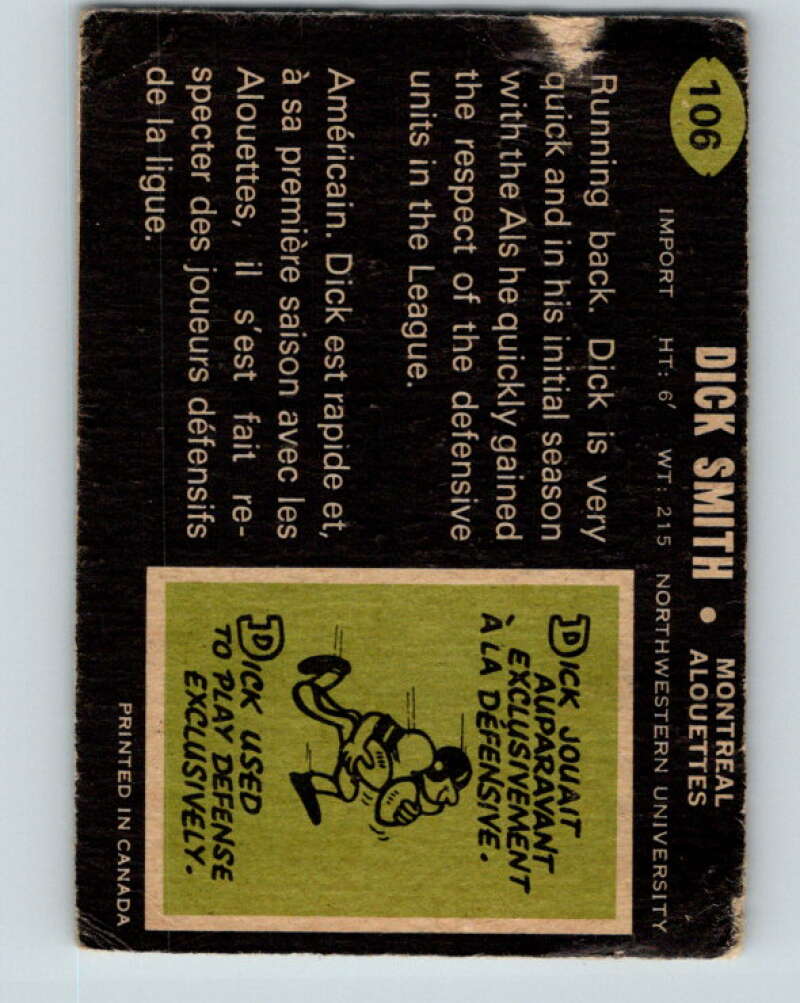 106
DICK SMITH • MONTREAL
ALOUETTES
IMPORT HT: 6' WT: 215 NORTHWESTERN UNIVERSITY
Running back. Dick is very
quick and in his initial season
with the Als he quickly gained
the respect of the defensive
units in the League.
Américain. Dick est rapide et,
à sa première saison avec les
Alouettes, il s'est fait re-
specter des joueurs défensifs
de la ligue.
DICK JOUAIT
AUPARAVANT
EXCLUSIVEMENT
À LA DÉFENSIVE.
DICK USED
TO PLAY DEFENSE
EXCLUSIVELY.
PRINTED IN CANADA